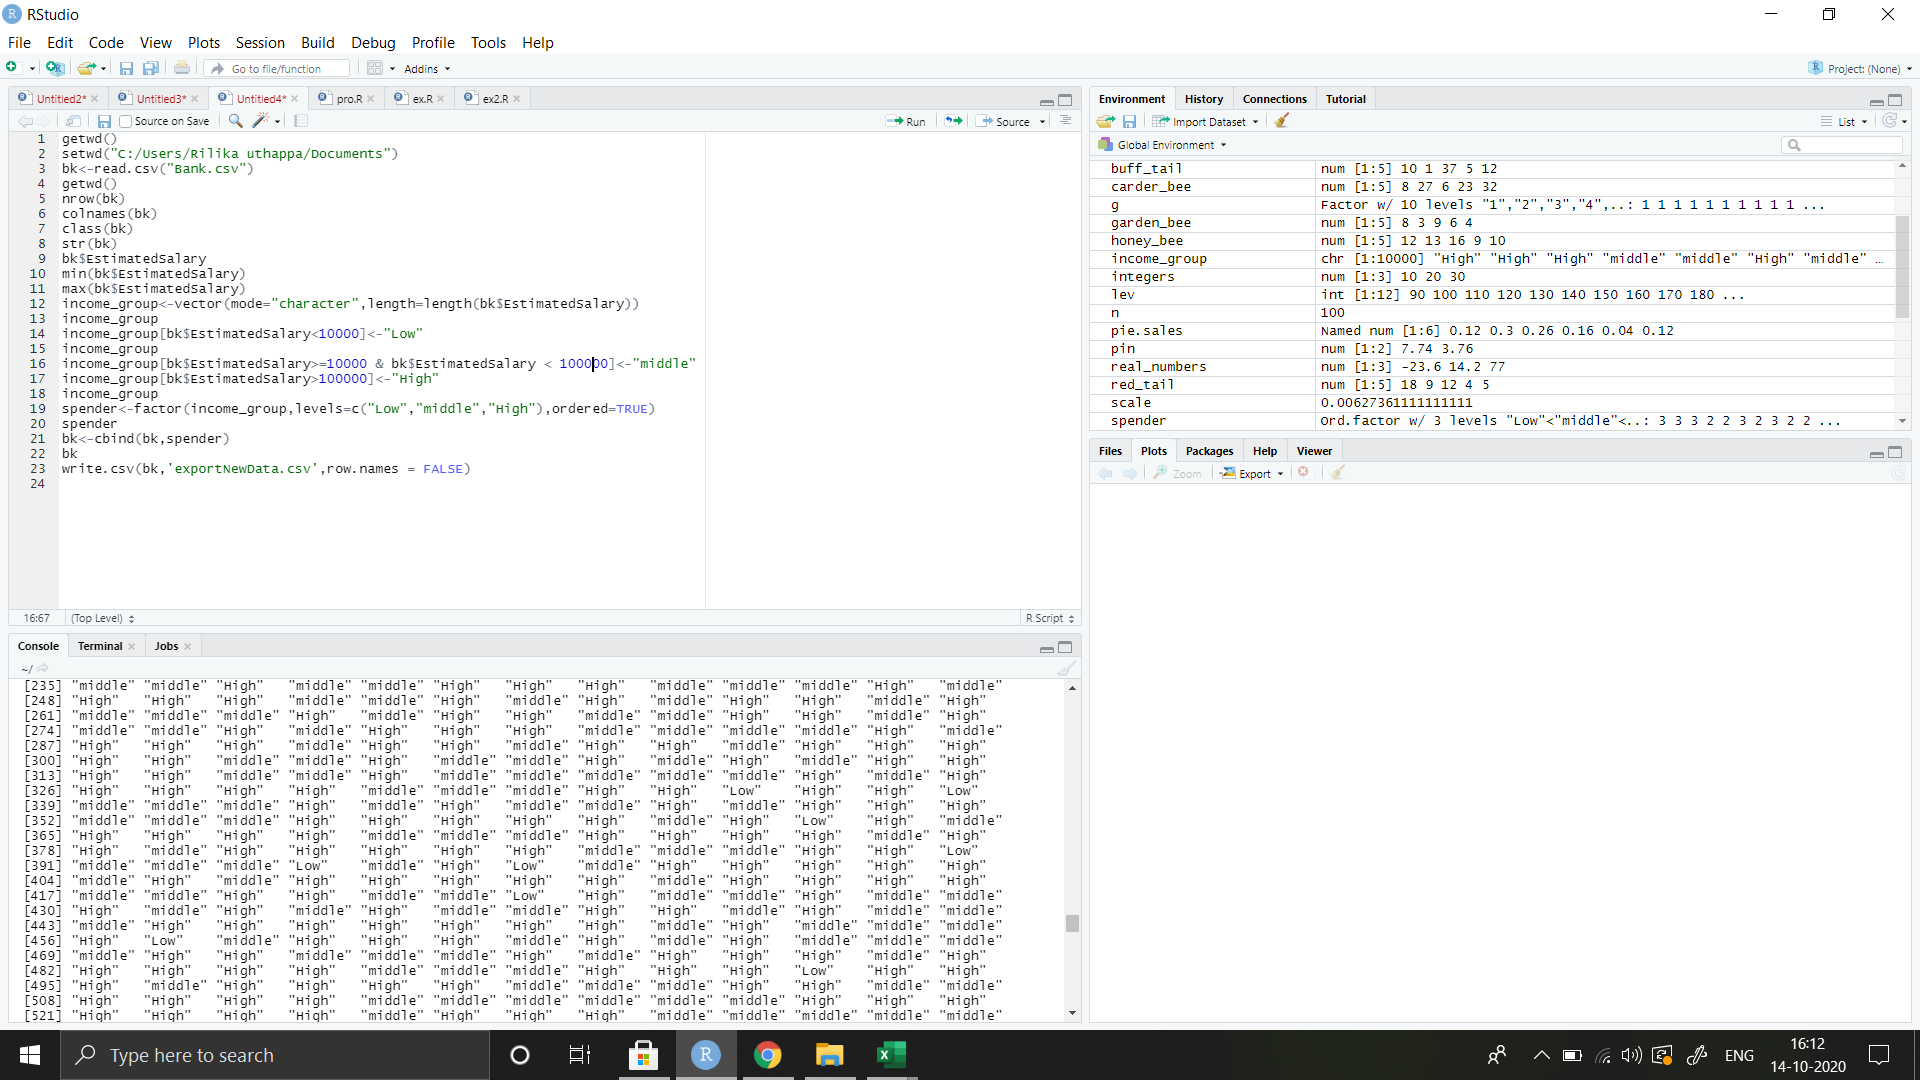 RStudio
File Edit Code View Plots Session Build Debug Profile Tools Help
Go to file/function Addins Project: (None)
Untitled2* Untitled3* Untitled4* pro.R ex.R ex2.R
Source on Save Run Source
1 getwd()
2 setwd("C:/Users/Rilika uthappa/Documents")
3 bk<-read.csv("Bank.csv")
4 getwd()
5 nrow(bk)
6 colnames(bk)
7 class(bk)
8 str(bk)
9 bk$EstimatedSalary
10 min(bk$EstimatedSalary)
11 max(bk$EstimatedSalary)
12 income_group<-vector(mode="character",length=length(bk$EstimatedSalary))
13 income_group
14 income_group[bk$EstimatedSalary<10000]<-"Low"
15 income_group
16 income_group[bk$EstimatedSalary>=10000 & bk$EstimatedSalary < 100000]<-"middle"
17 income_group[bk$EstimatedSalary>100000]<-"High"
18 income_group
19 spender<-factor(income_group,levels=c("Low","middle","High"),ordered=TRUE)
20 spender
21 bk<-cbind(bk,spender)
22 bk
23 write.csv(bk,'exportNewData.csv',row.names = FALSE)
24
16:67 (Top Level) R Script
Console Terminal Jobs
~/
[235] "middle" "middle" "High" "middle" "middle" "High" "High" "High" "middle" "middle" "middle" "High" "middle"
[248] "High" "High" "High" "middle" "High" "High" "middle" "High" "middle" "High" "High" "middle" "High"
[261] "middle" "middle" "middle" "High" "middle" "High" "High" "middle" "middle" "High" "High" "middle" "High"
[274] "middle" "middle" "High" "middle" "High" "High" "High" "High" "middle" "middle" "middle" "High" "middle"
[287] "High" "High" "High" "middle" "High" "High" "middle" "High" "High" "middle" "High" "High" "High"
[300] "High" "High" "middle" "middle" "High" "middle" "middle" "middle" "High" "middle" "middle" "High" "High"
[313] "High" "High" "middle" "middle" "High" "middle" "middle" "middle" "middle" "middle" "High" "middle" "High"
[326] "High" "High" "High" "High" "middle" "middle" "middle" "High" "High" "Low" "High" "High" "Low"
[339] "middle" "middle" "middle" "High" "middle" "High" "High" "middle" "middle" "middle" "High" "High" "High"
[352] "middle" "middle" "middle" "High" "High" "High" "High" "High" "middle" "High" "Low" "High" "middle"
[365] "High" "High" "High" "High" "middle" "middle" "middle" "High" "High" "High" "High" "middle" "High"
[378] "High" "middle" "High" "High" "High" "High" "High" "middle" "middle" "middle" "High" "High" "Low"
[391] "middle" "middle" "middle" "Low" "middle" "High" "Low" "middle" "High" "High" "High" "High" "High"
[404] "middle" "High" "middle" "High" "High" "High" "High" "High" "middle" "High" "High" "High" "High"
[417] "middle" "middle" "High" "High" "middle" "middle" "Low" "High" "middle" "middle" "High" "middle" "middle"
[430] "High" "middle" "High" "middle" "High" "middle" "middle" "High" "High" "middle" "High" "middle" "middle"
[443] "middle" "High" "High" "High" "High" "High" "High" "High" "middle" "High" "middle" "middle" "middle"
[456] "High" "Low" "middle" "High" "High" "High" "middle" "High" "middle" "High" "middle" "middle" "middle"
[469] "middle" "High" "High" "middle" "middle" "middle" "High" "middle" "High" "High" "middle" "High" "High"
[482] "High" "High" "High" "High" "middle" "middle" "middle" "High" "High" "High" "Low" "High" "High"
[495] "High" "middle" "High" "High" "High" "High" "High" "middle" "middle" "High" "High" "middle" "middle"
[508] "High" "High" "High" "High" "middle" "middle" "middle" "middle" "middle" "middle" "High" "High" "High"
[521] "High" "High" "High" "High" "middle" "High" "High" "High" "middle" "middle" "middle" "middle" "middle"
Environment History Connections Tutorial
Import Dataset List
Global Environment
buff_tail num [1:5] 10 1 37 5 12
carder_bee num [1:5] 8 27 6 23 32
g Factor w/ 10 levels "1","2","3","4",..: 1 1 1 1 1 1 1 1 1 1 ...
garden_bee num [1:5] 8 3 9 6 4
honey_bee num [1:5] 12 13 16 9 10
income_group chr [1:10000] "High" "High" "High" "middle" "middle" "High" "middle" …
integers num [1:3] 10 20 30
lev int [1:12] 90 100 110 120 130 140 150 160 170 180 ...
n 100
pie.sales Named num [1:6] 0.12 0.3 0.26 0.16 0.04 0.12
pin num [1:2] 7.74 3.76
real_numbers num [1:3] -23.6 14.2 77
red_tail num [1:5] 18 9 12 4 5
scale 0.00627361111111111
spender Ord.factor w/ 3 levels "Low"<"middle"<..: 3 3 3 2 2 3 2 3 2 2 ...
Files Plots Packages Help Viewer
Zoom Export
Type here to search
ENG
16:12
14-10-2020